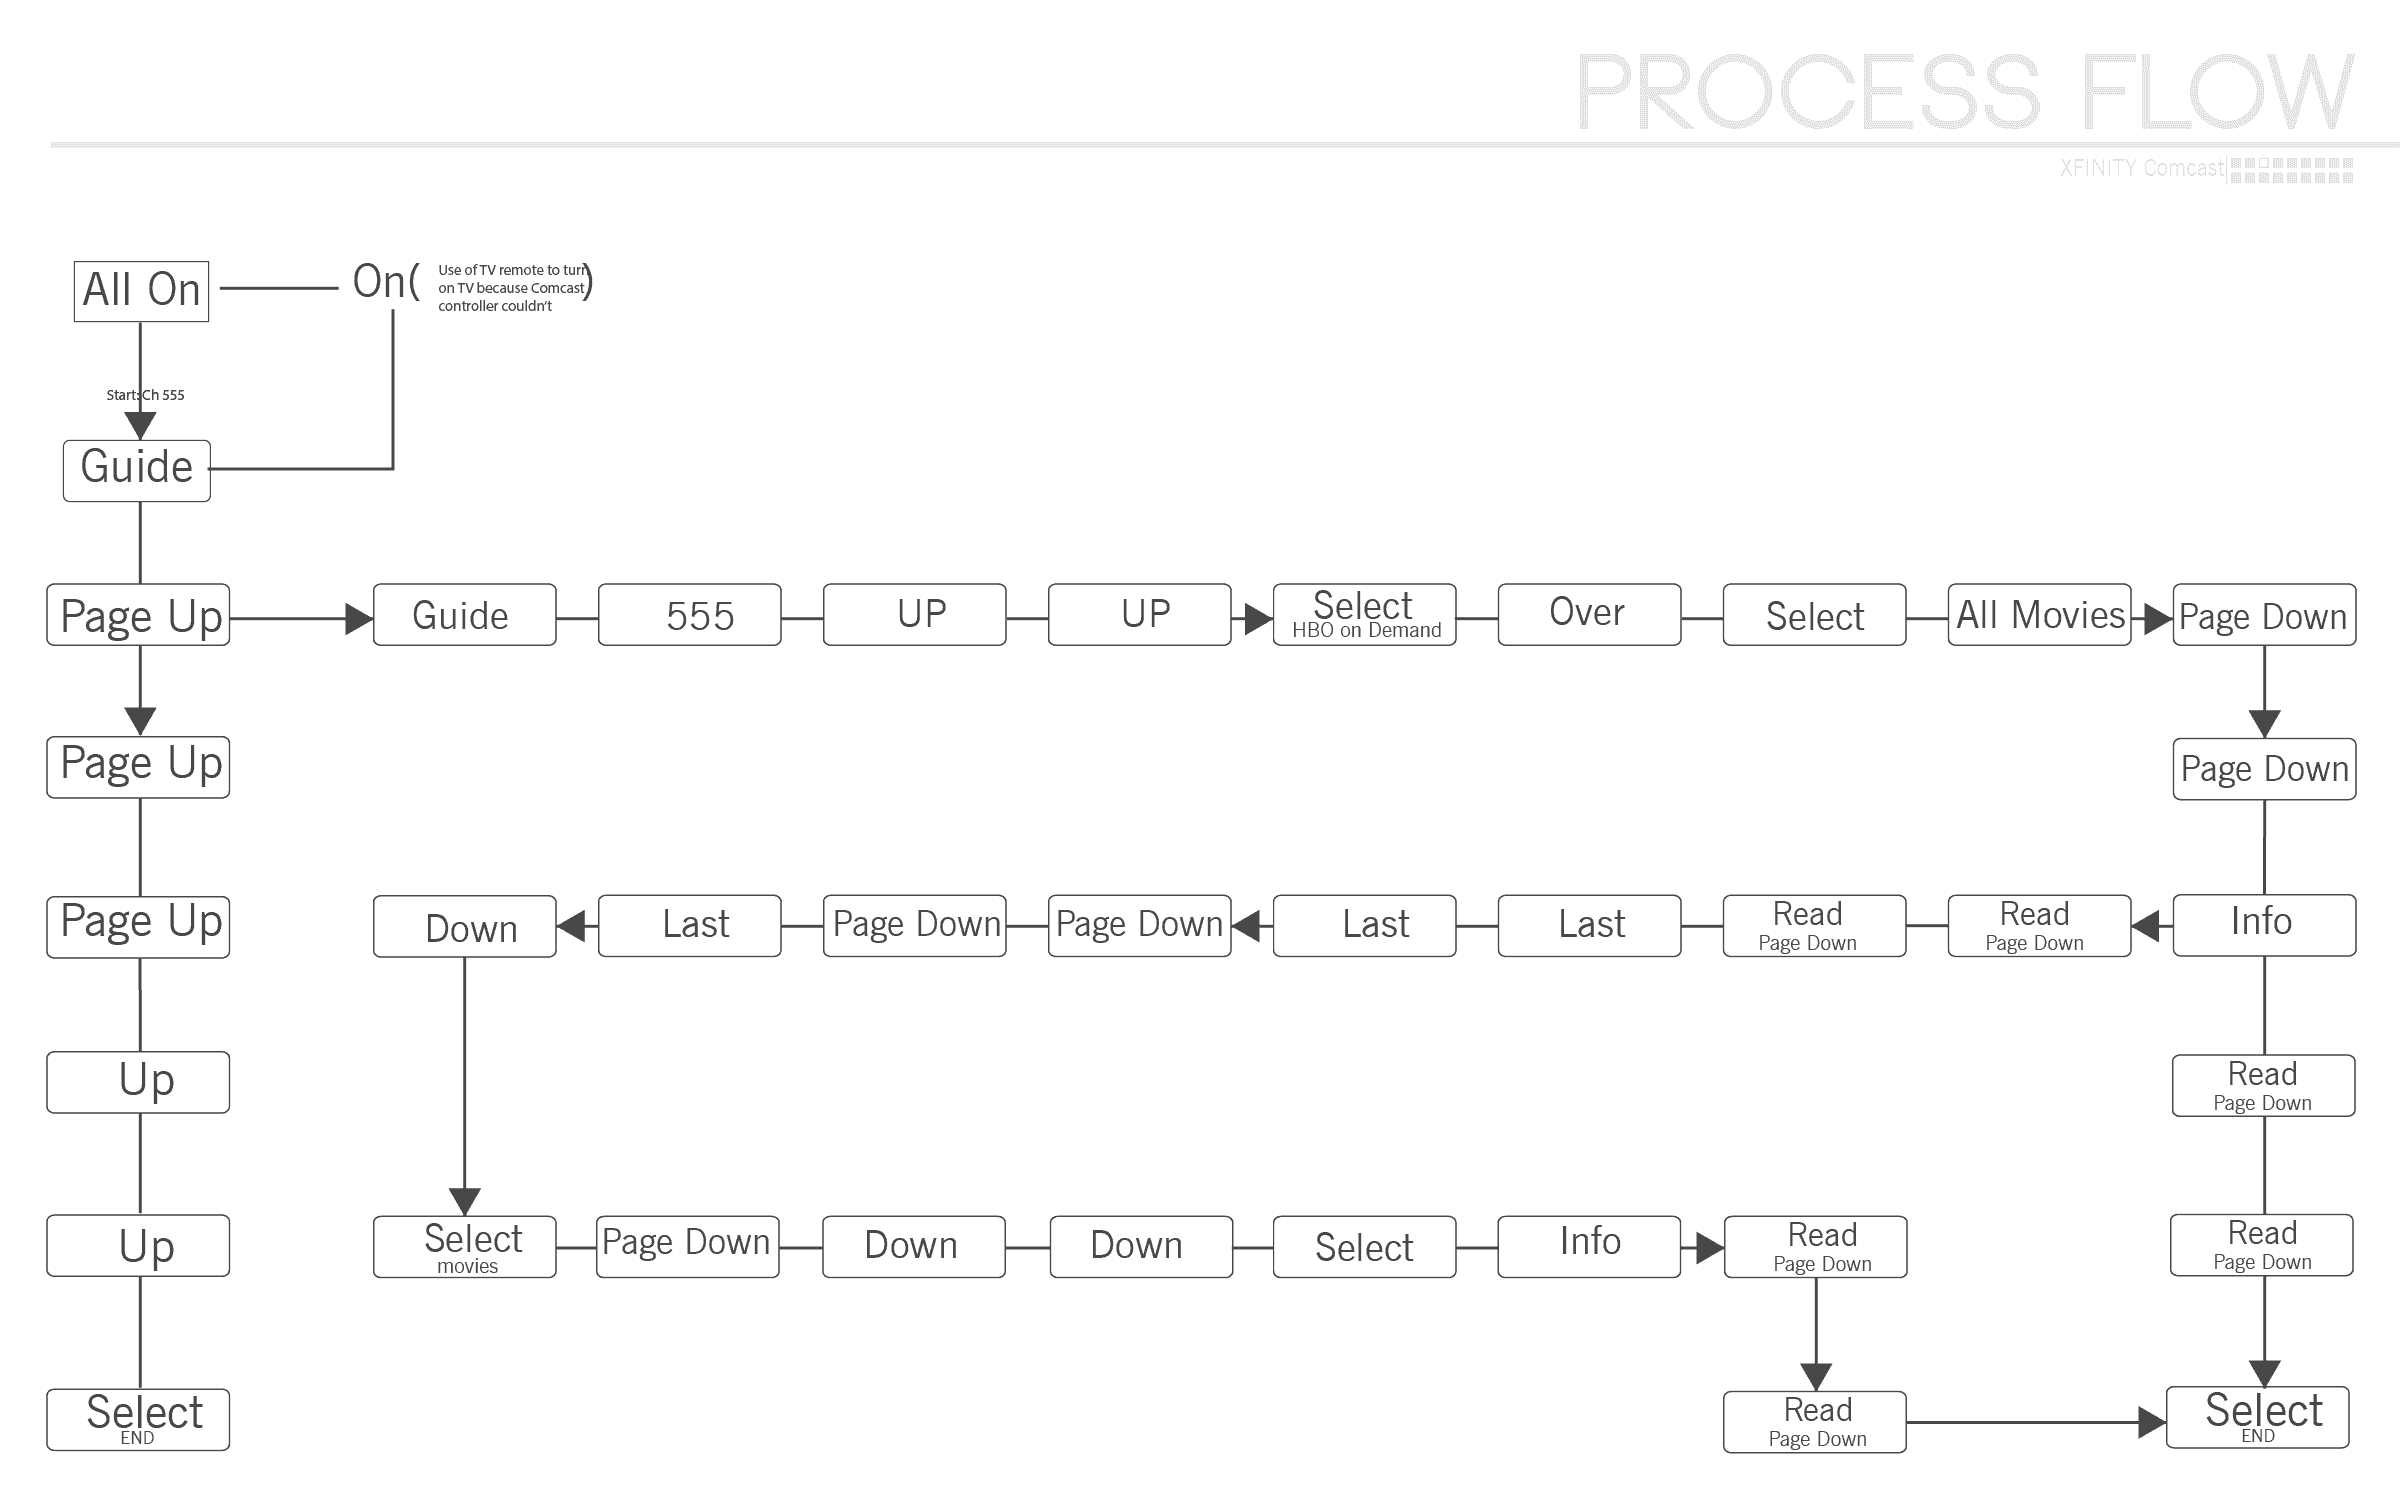 PROCESS FLOW
XFINITY Comcast
All On
On(
Use of TV remote to turn
on TV because Comcast
controller couldn't
)
Start: Ch 555
Guide
Page Up
Guide
555
UP
UP
Select
HBO on Demand
Over
Select
All Movies
Page Down
Page Up
Page Down
Page Up
Down
Last
Page Down
Page Down
Last
Last
Read
Page Down
Read
Page Down
Info
Up
Read
Page Down
Up
Select
movies
Page Down
Down
Down
Select
Info
Read
Page Down
Read
Page Down
Select
END
Read
Page Down
Select
END